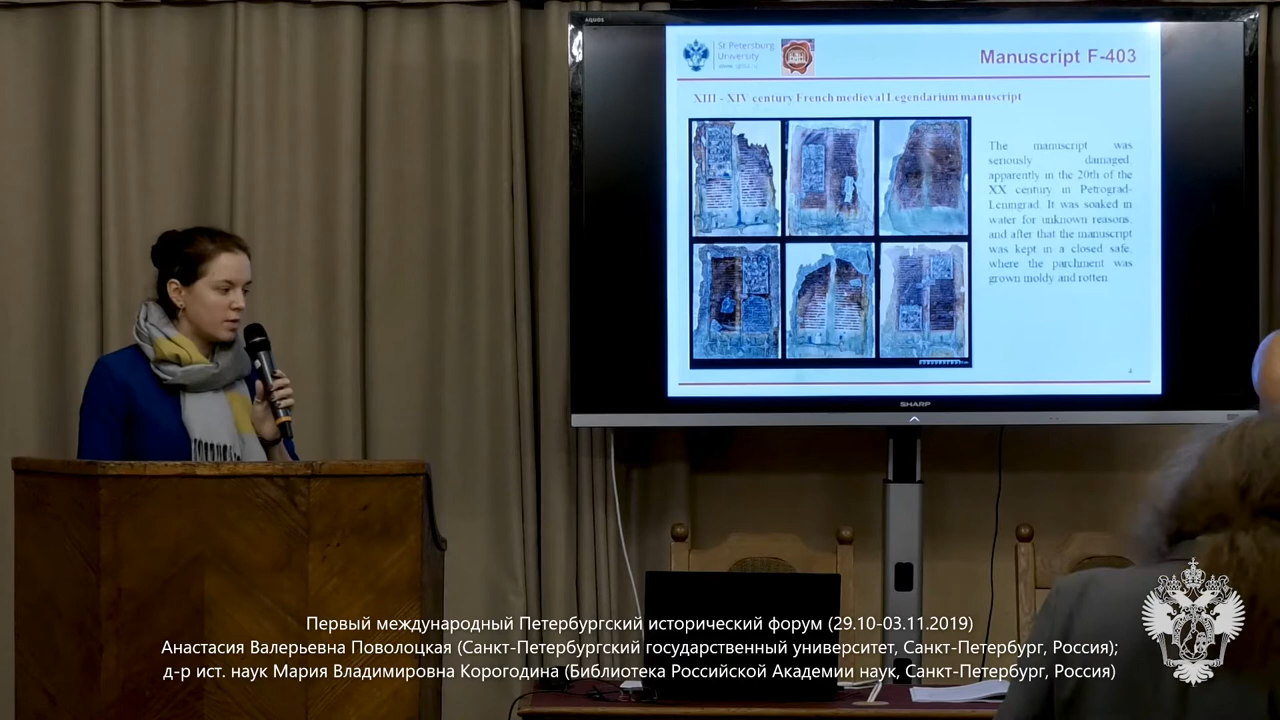 AQUOS
St Petersburg
University
Manuscript F-403
XIII - XIV century French medieval Legendarium manuscript
The manuscript was
seriously damaged,
apparently in the 20th of the
XX century in Petrograd-
Leningrad. It was soaked in
water for unknown reasons,
and after that the manuscript
was kept in a closed safe,
where the parchment was
grown moldy and rotten.
4
SHARP
Первый международный Петербургский исторический форум (29.10-03.11.2019)
Анастасия Валерьевна Поволоцкая (Санкт-Петербургский государственный университет, Санкт-Петербург, Россия);
д-р ист. наук Мария Владимировна Корогодина (Библиотека Российской Академии наук, Санкт-Петербург, Россия)